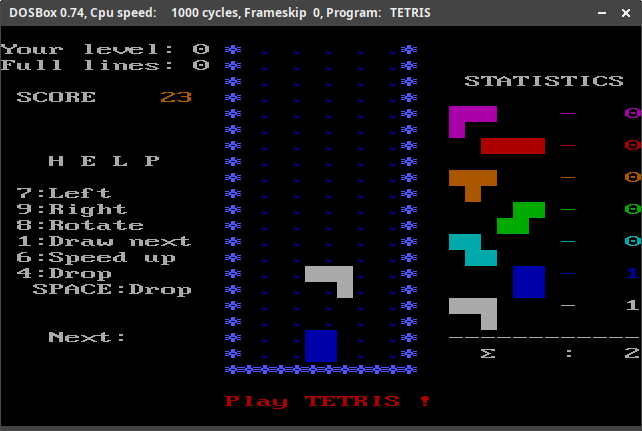 DOSBox 0.74, Cpu speed: 1000 cycles, Frameskip 0, Program: TETRIS
Your level: 0
Full lines: 0
STATISTICS
SCORE 23
- 0
- 0
H E L P
- 0
7:Left
9:Right
- 0
8:Rotate
1:Draw next
- 0
6:Speed up
4:Drop
- 1
SPACE:Drop
- 1
Next:
Σ : 2
Play TETRIS !